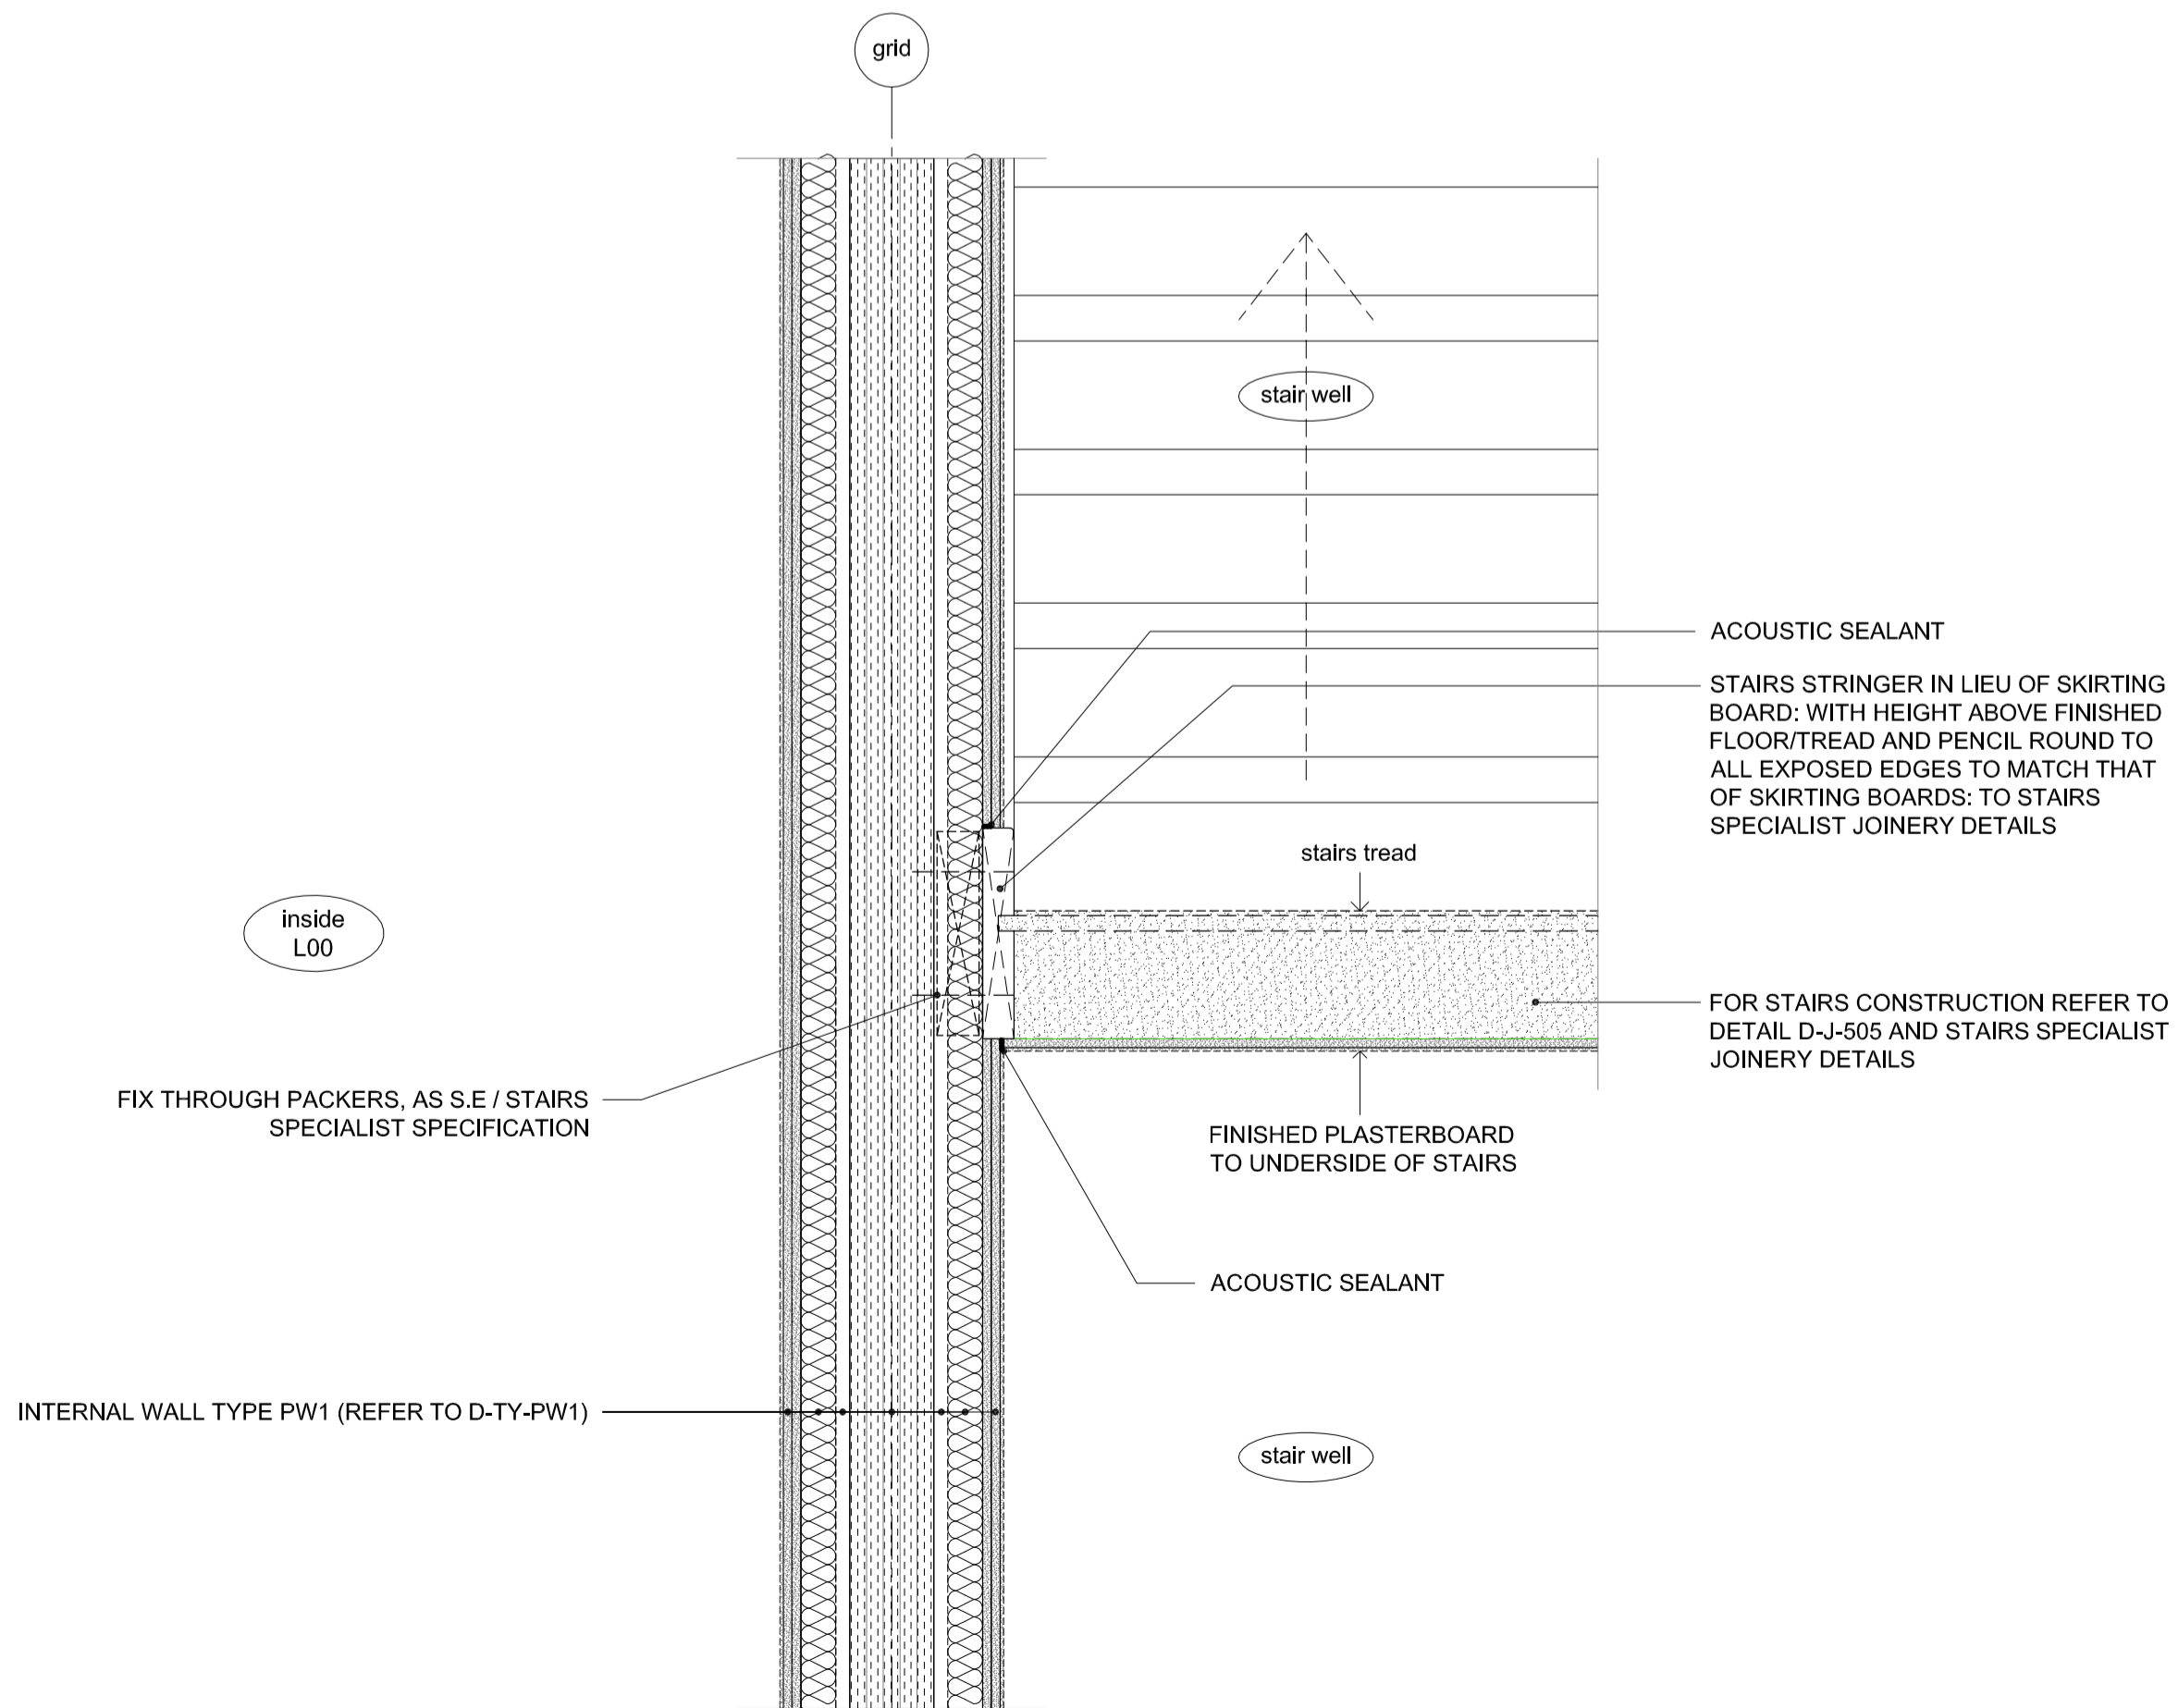 grid
stair well
ACOUSTIC SEALANT
STAIRS STRINGER IN LIEU OF SKIRTING
BOARD: WITH HEIGHT ABOVE FINISHED
FLOOR/TREAD AND PENCIL ROUND TO
ALL EXPOSED EDGES TO MATCH THAT
OF SKIRTING BOARDS: TO STAIRS
SPECIALIST JOINERY DETAILS
stairs tread
inside
L00
FOR STAIRS CONSTRUCTION REFER TO
DETAIL D-J-505 AND STAIRS SPECIALIST
JOINERY DETAILS
FIX THROUGH PACKERS, AS S.E / STAIRS
SPECIALIST SPECIFICATION
FINISHED PLASTERBOARD
TO UNDERSIDE OF STAIRS
ACOUSTIC SEALANT
INTERNAL WALL TYPE PW1 (REFER TO D-TY-PW1)
stair well